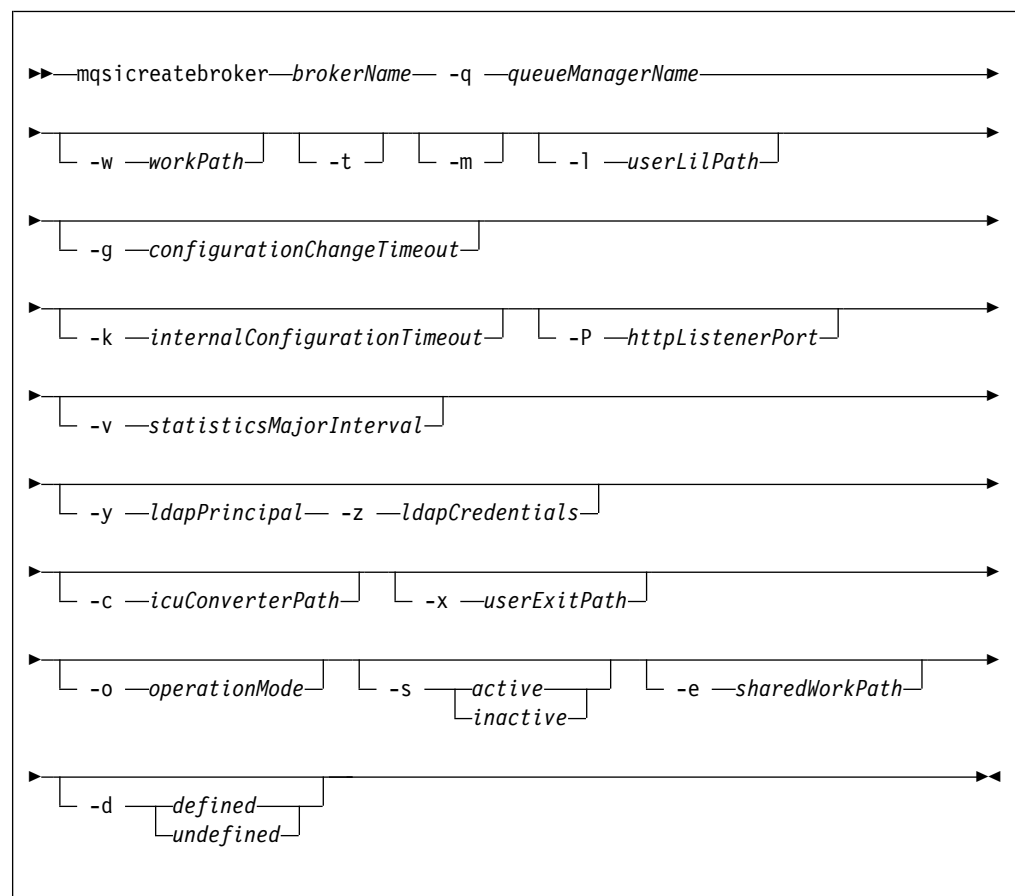 mqsicreatebroker brokerName -q queueManagerName
-w workPath -t -m -l userLilPath
-g configurationChangeTimeout
-k internalConfigurationTimeout -P httpListenerPort
-v statisticsMajorInterval
-y ldapPrincipal -z ldapCredentials
-c icuConverterPath -x userExitPath
-o operationMode -s active -e sharedWorkPath
inactive
-d defined
undefined